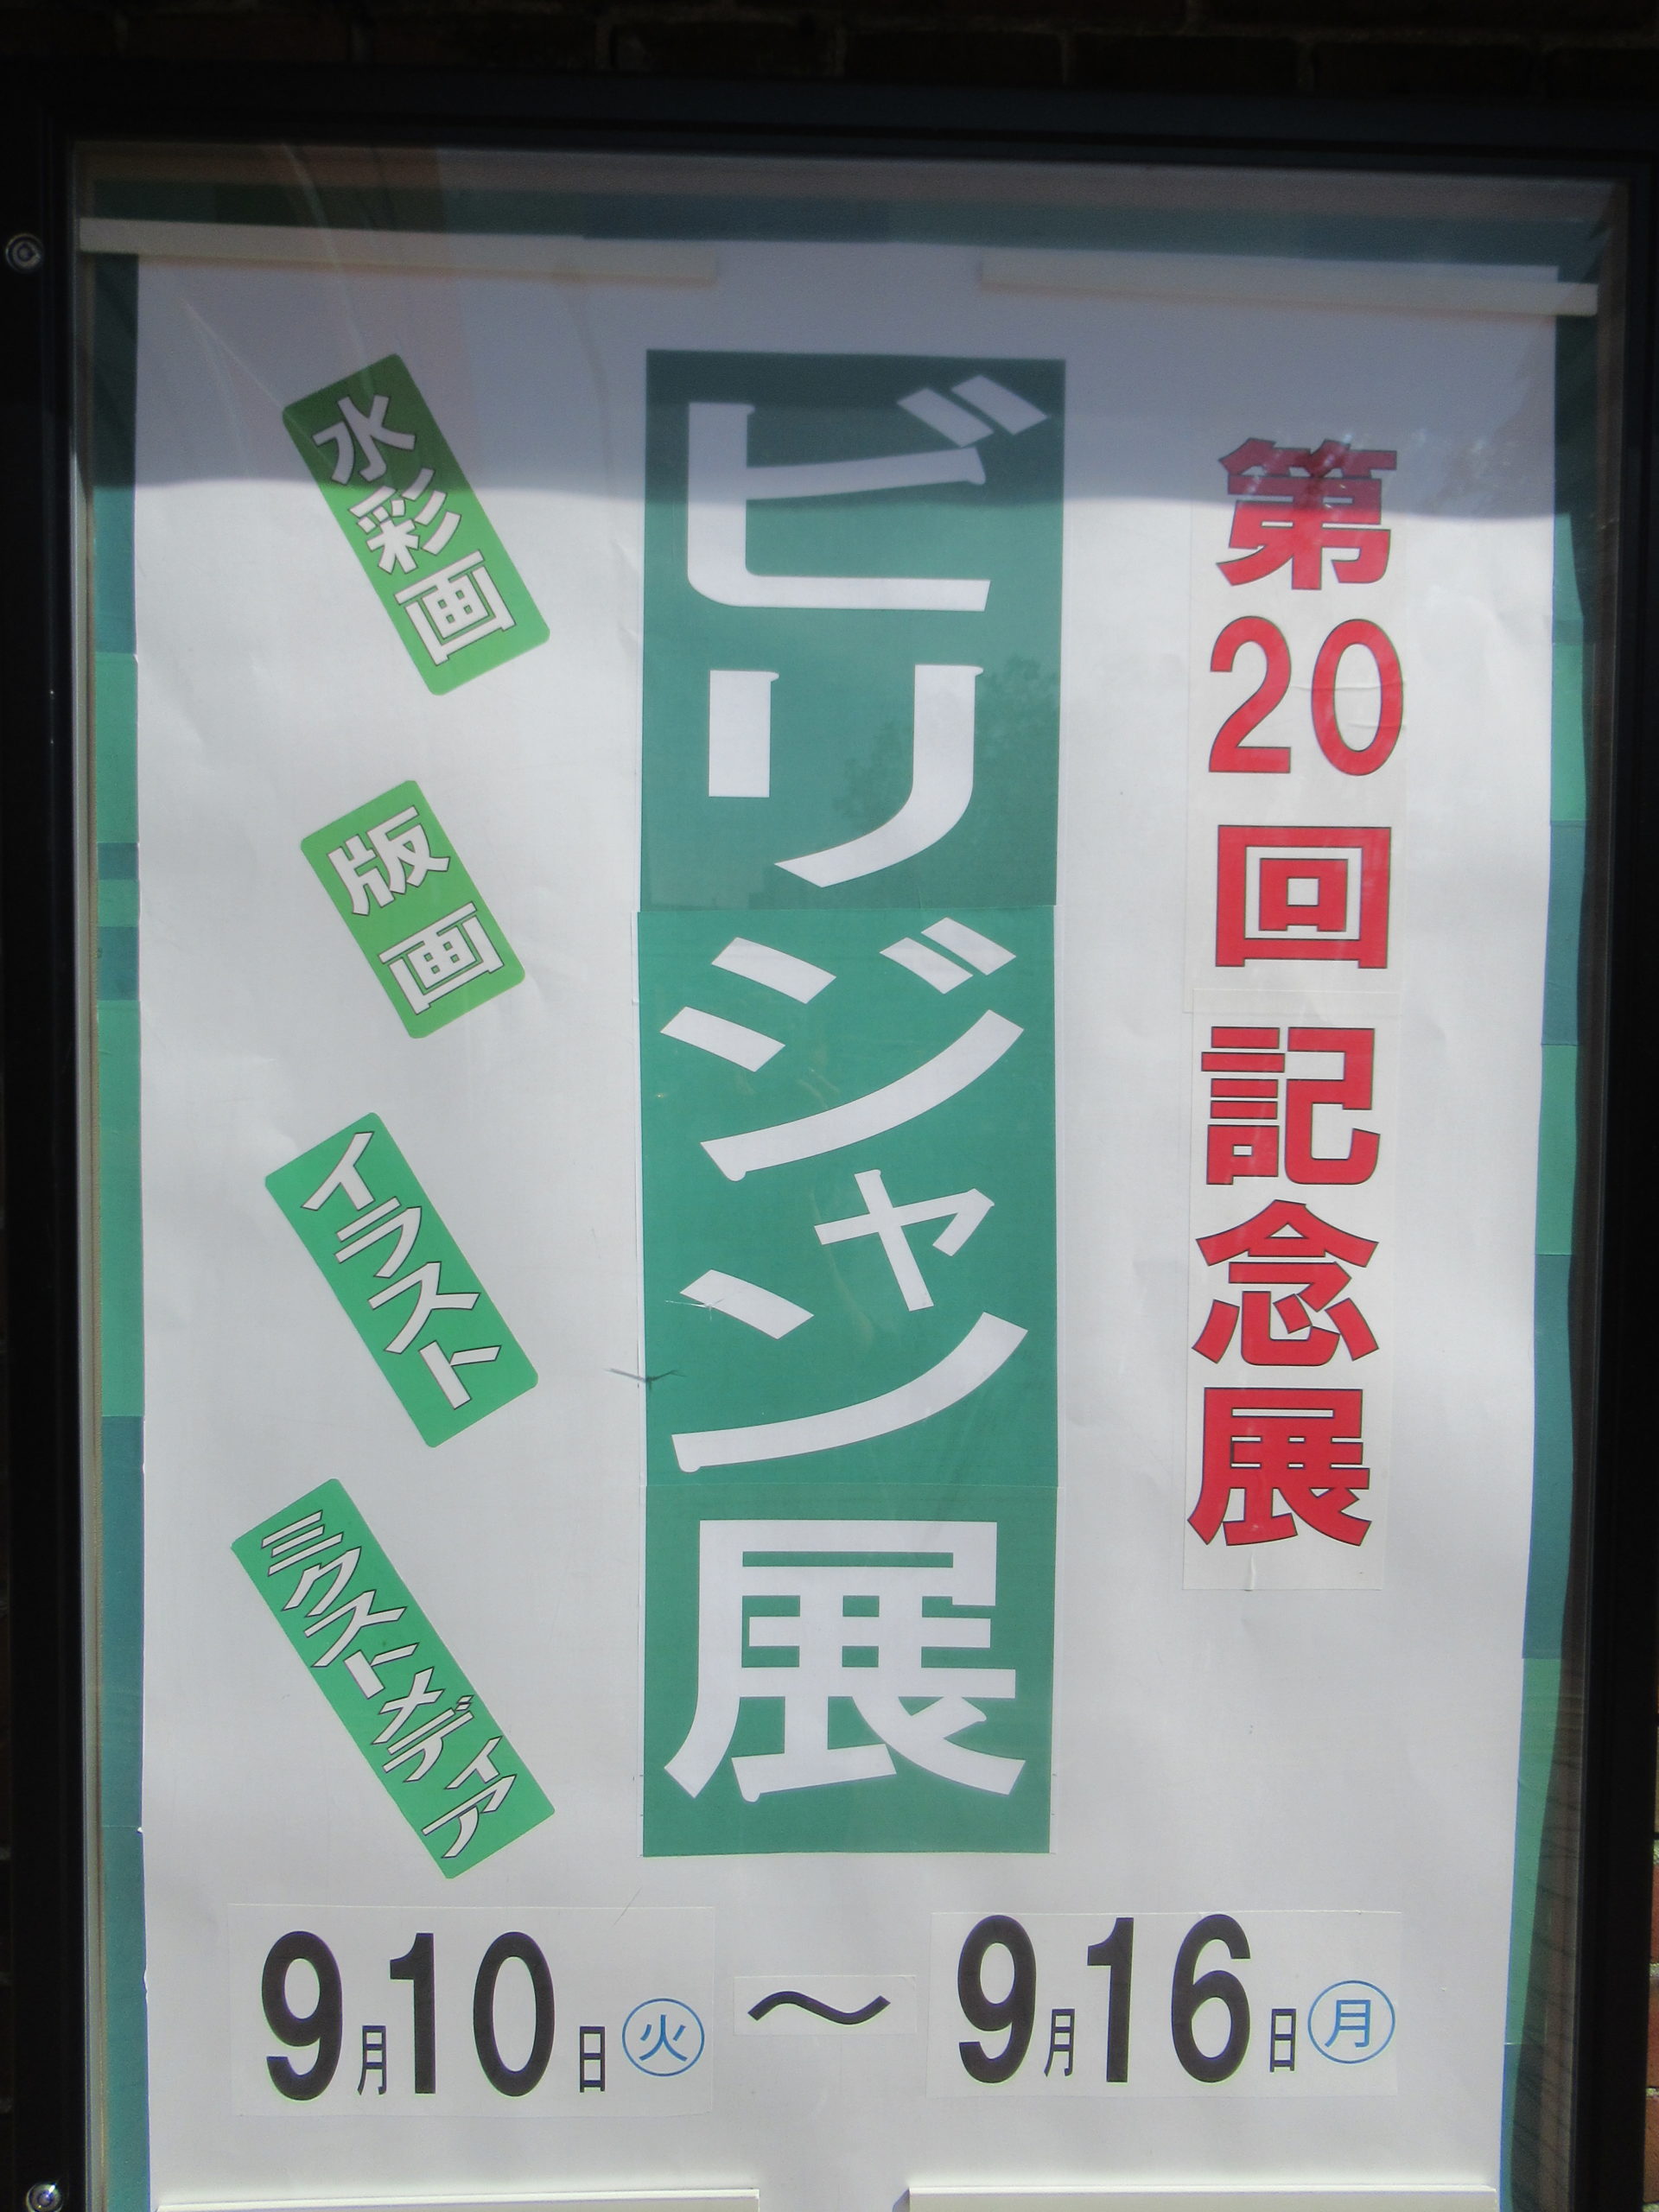 第20回記念展
ビリジャン展
水彩画
版画
イラスト
ミクストメディア
9月10日㊋～9月16日㊊